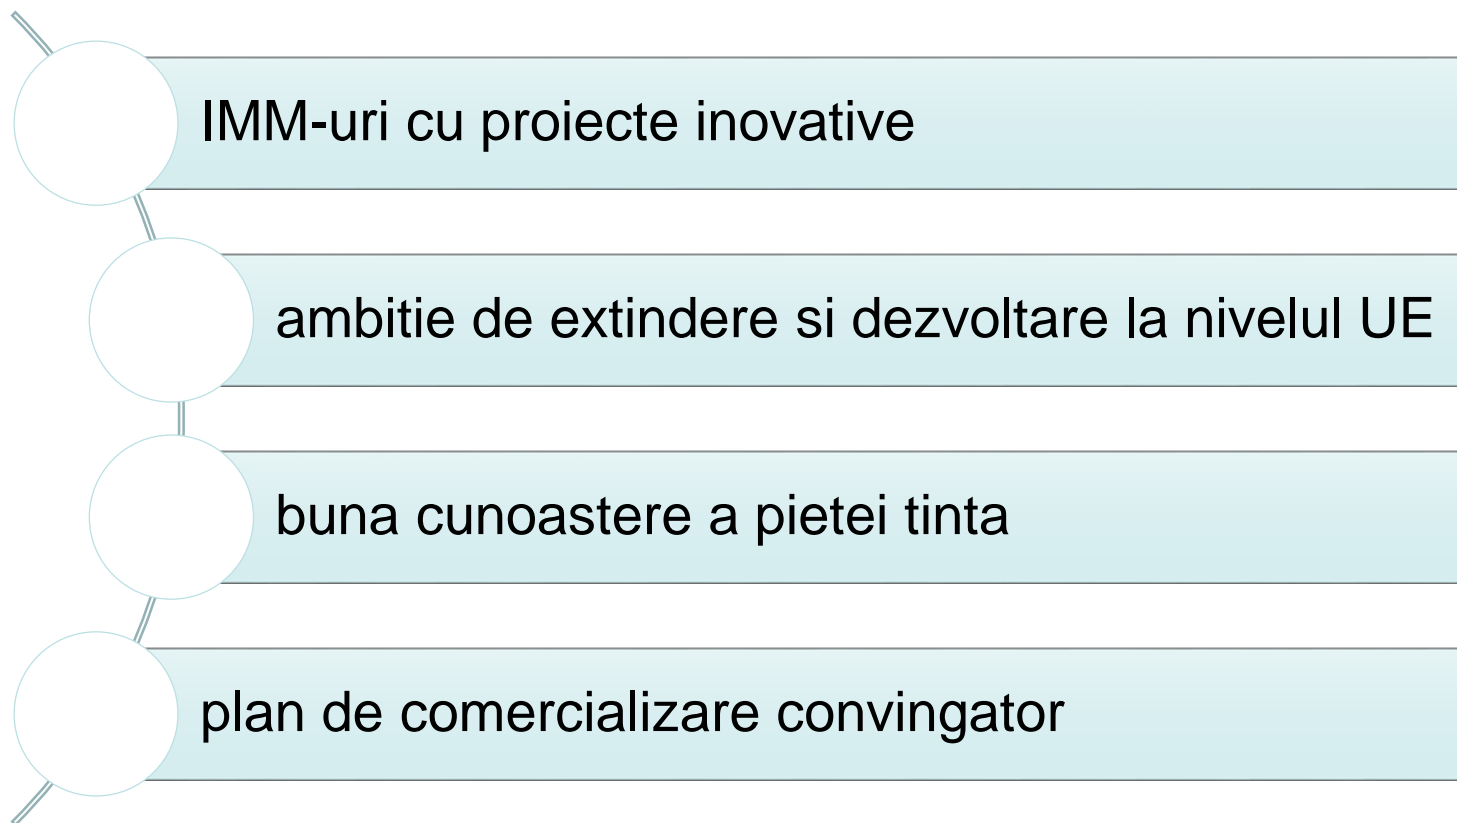 IMM-uri cu proiecte inovative
ambitie de extindere si dezvoltare la nivelul UE
buna cunoastere a pietei tinta
plan de comercializare convingator